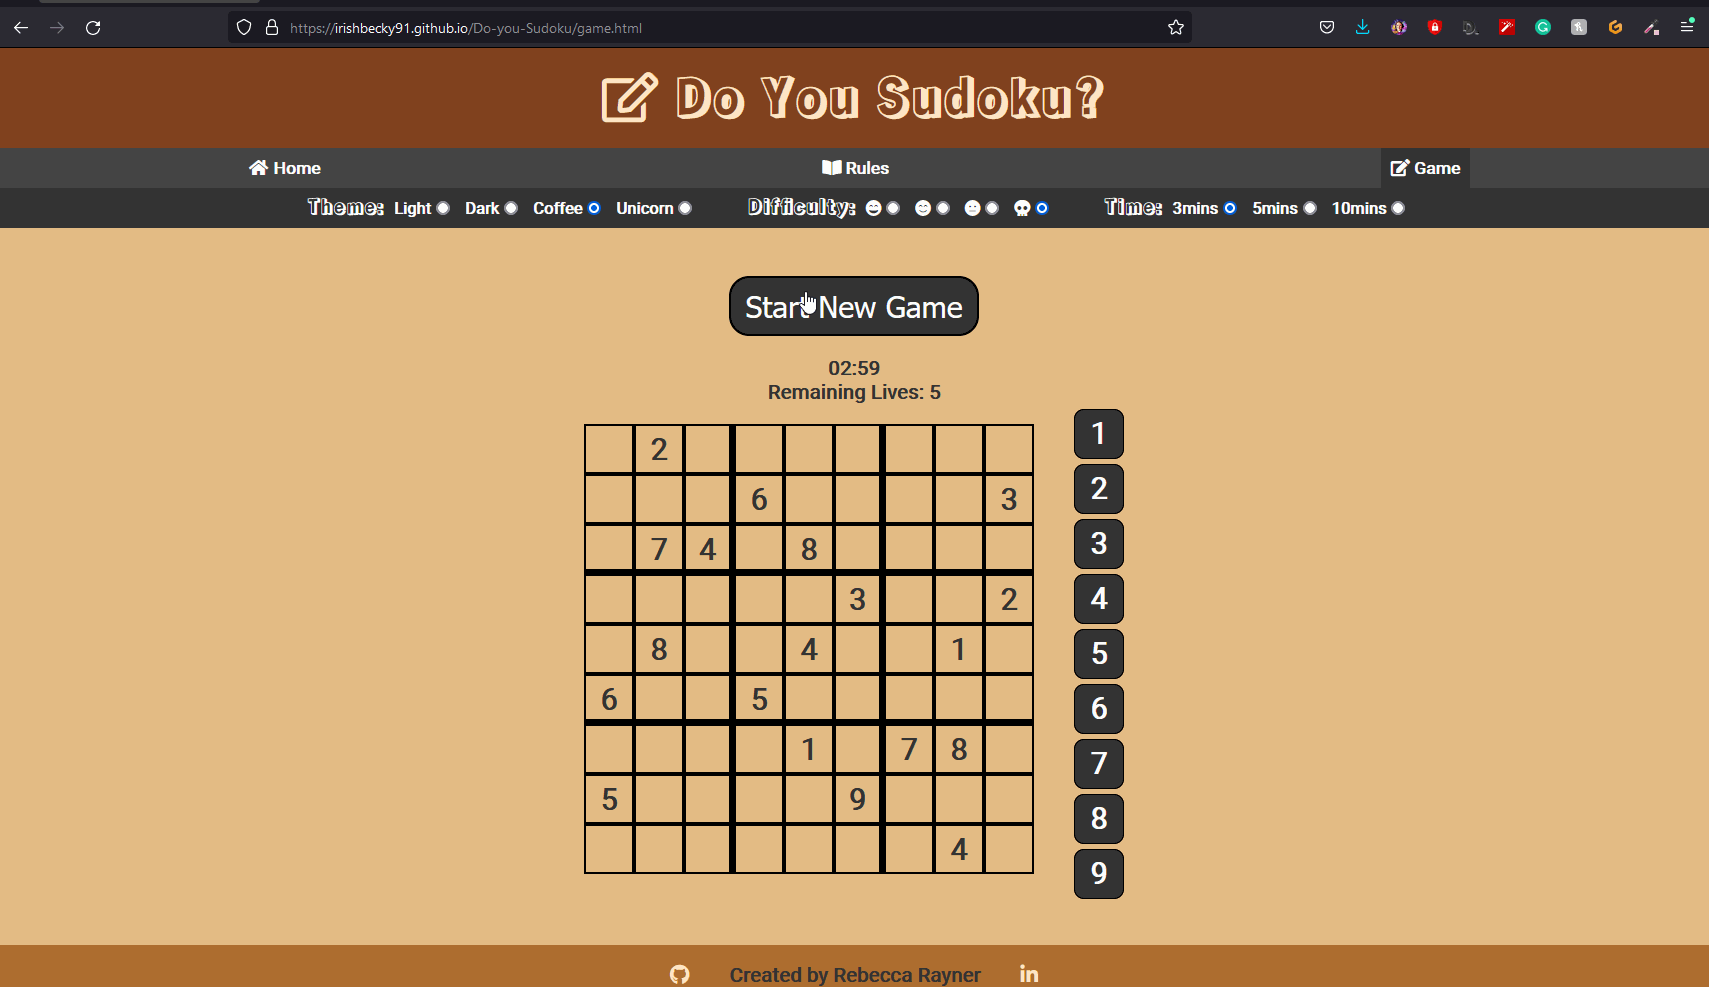 https://irishbecky91.github.io/Do-you-Sudoku/game.html
Do You Sudoku?
Home Rules Game
Theme: Light Dark Coffee Unicorn Difficulty: Time: 3mins 5mins 10mins
Start New Game
02:59
Remaining Lives: 5
2
6 3
7 4 8
3 2
8 4 1
6 5
1 7 8
5 9
4
1
2
3
4
5
6
7
8
9
Created by Rebecca Rayner in